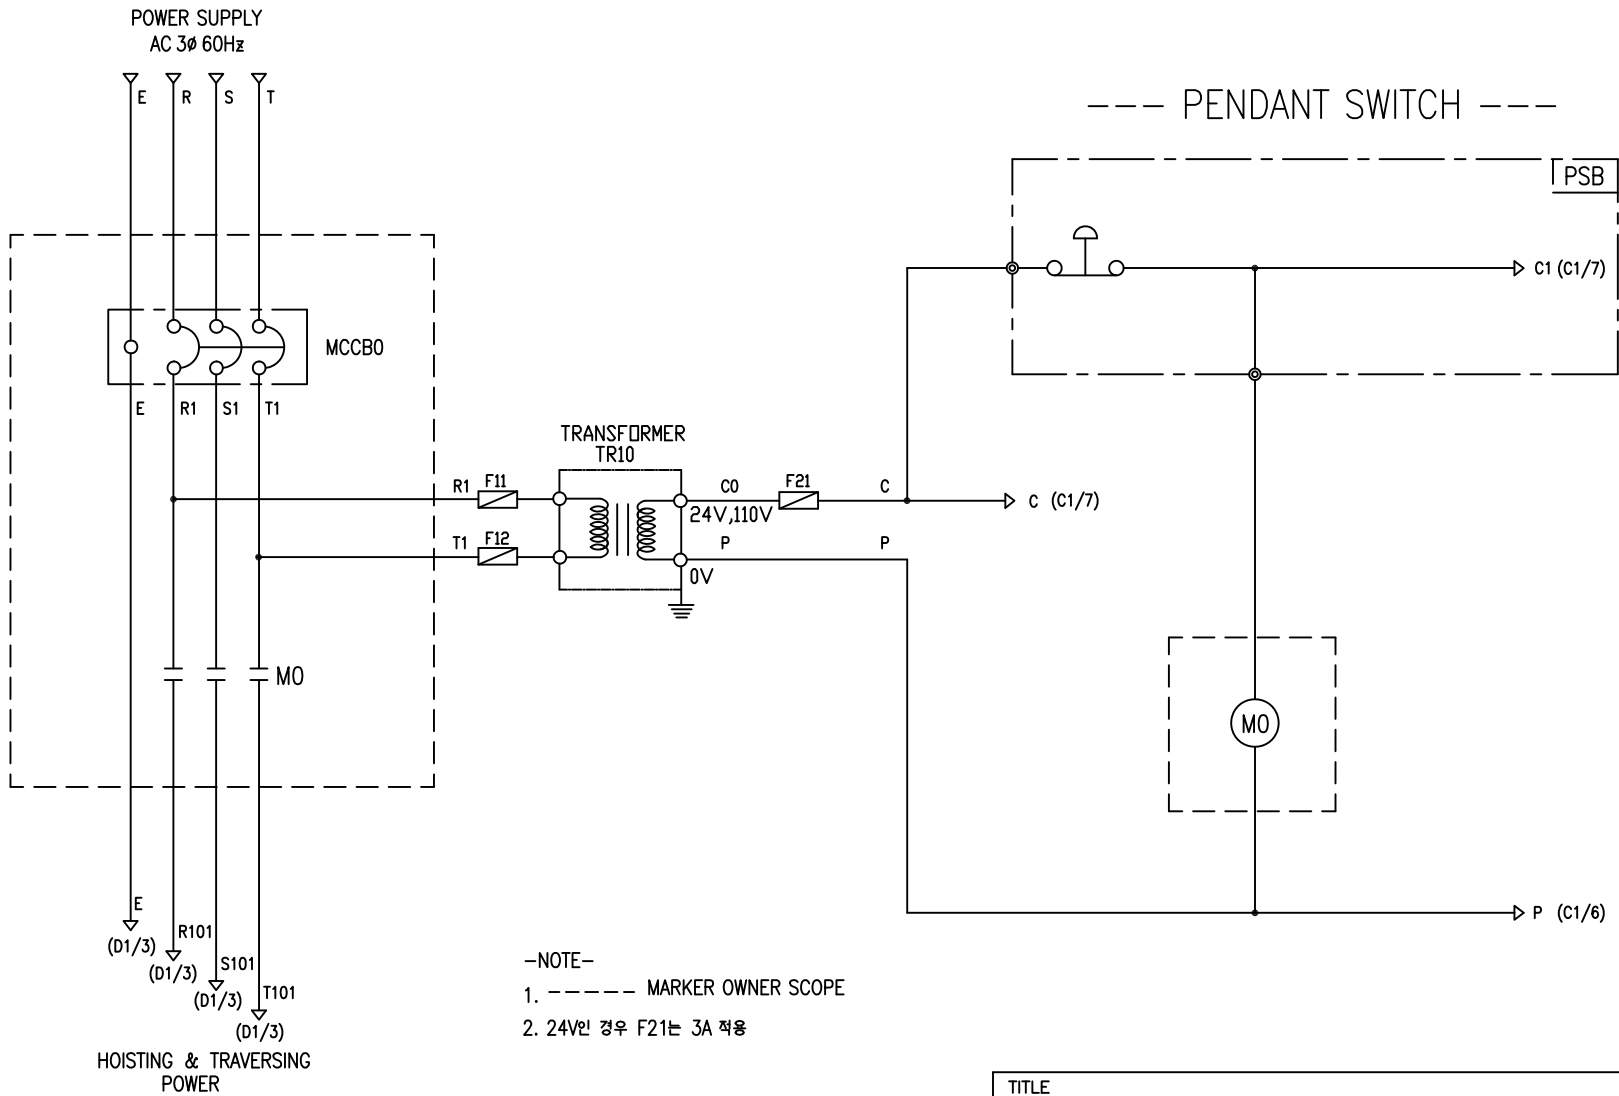 POWER SUPPLY
AC 3ø 60Hz
E R S T
--- PENDANT SWITCH ---
PSB
C1 (C1/7)
MCCB0
E R1 S1 T1
TRANSFORMER
TR10
R1 F11
C0 F21 C
C (C1/7)
24V,110V
T1 F12
P P
0V
M0
M0
E
(D1/3)
R101
(D1/3)
S101
(D1/3)
T101
(D1/3)
P (C1/6)
HOISTING & TRAVERSING
POWER
-NOTE-
1. ----- MARKER OWNER SCOPE
2. 24V인 경우 F21는 3A 적용
TITLE